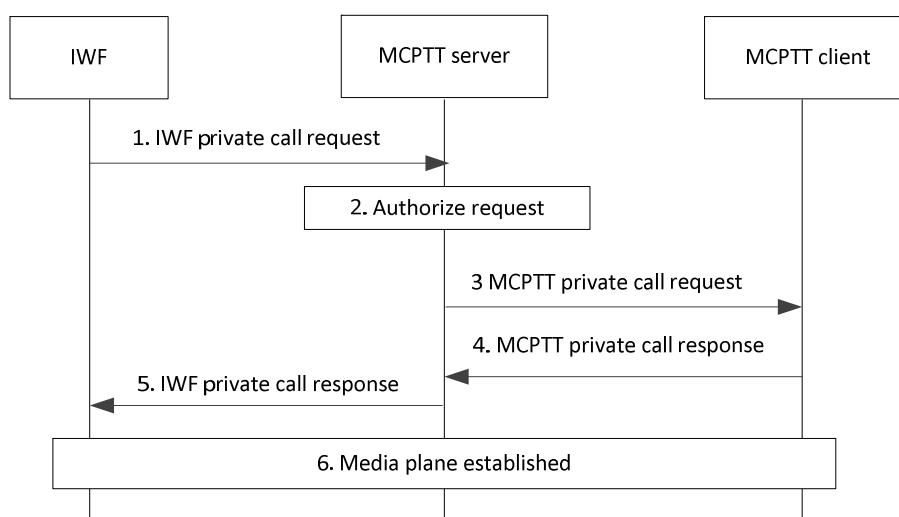 IWF
MCPTT server
MCPTT client
1. IWF private call request
2. Authorize request
3 MCPTT private call request
4. MCPTT private call response
5. IWF private call response
6. Media plane established